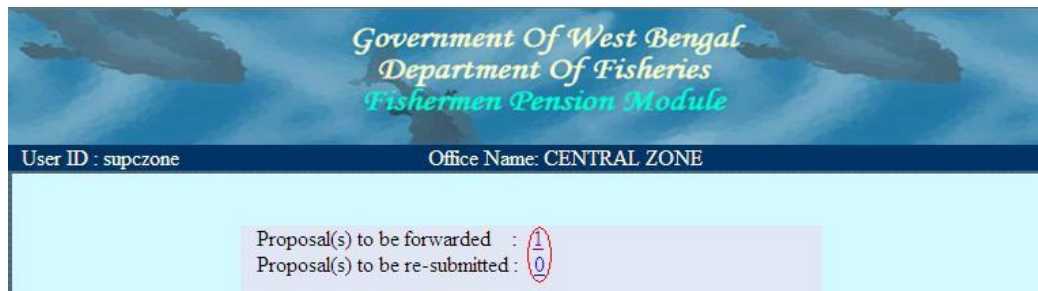 Government Of West Bengal
Department Of Fisheries
Fishermen Pension Module
User ID : supczone Office Name: CENTRAL ZONE
Proposal(s) to be forwarded : 1
Proposal(s) to be re-submitted : 0